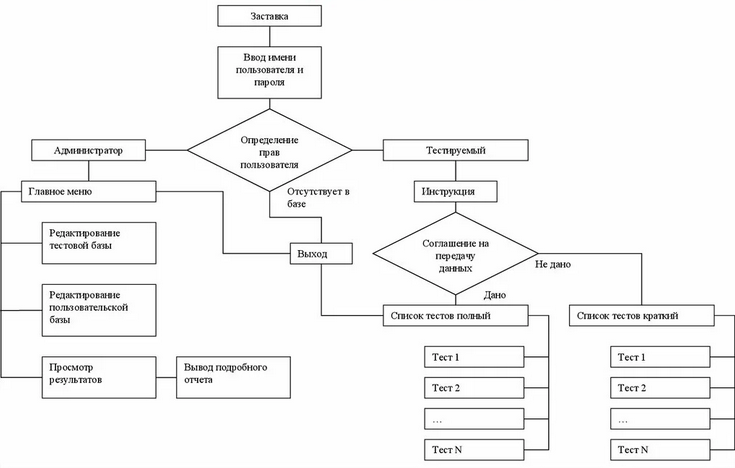 Заставка
Ввод имени
пользователя и
пароля
Администратор
Определение
прав
пользователя
Тестируемый
Главное меню
Отсутствует в
базе
Инструкция
Редактирование
тестовой базы
Выход
Соглашение на
передачу
данных
Не дано
Редактирование
пользовательской
базы
Дано
Список тестов полный
Список тестов краткий
Просмотр
результатов
Вывод подробного
отчета
Тест 1
Тест 1
Тест 2
Тест 2
…
…
Тест N
Тест N